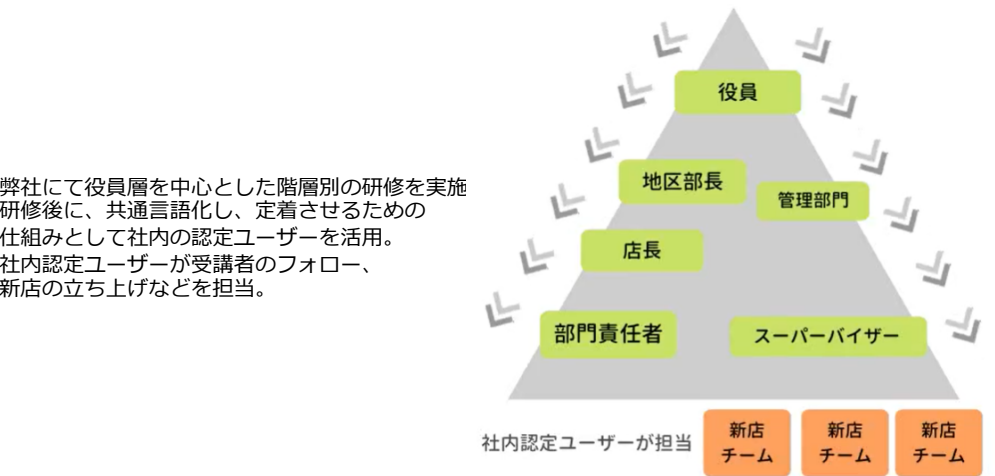 弊社にて役員層を中心とした階層別の研修を実施
研修後に、共通言語化し、定着させるための
仕組みとして社内の認定ユーザーを活用。
社内認定ユーザーが受講者のフォロー、
新店の立ち上げなどを担当。
役員
地区部長
管理部門
店長
部門責任者
スーパーバイザー
社内認定ユーザーが担当
新店
チーム
新店
チーム
新店
チーム